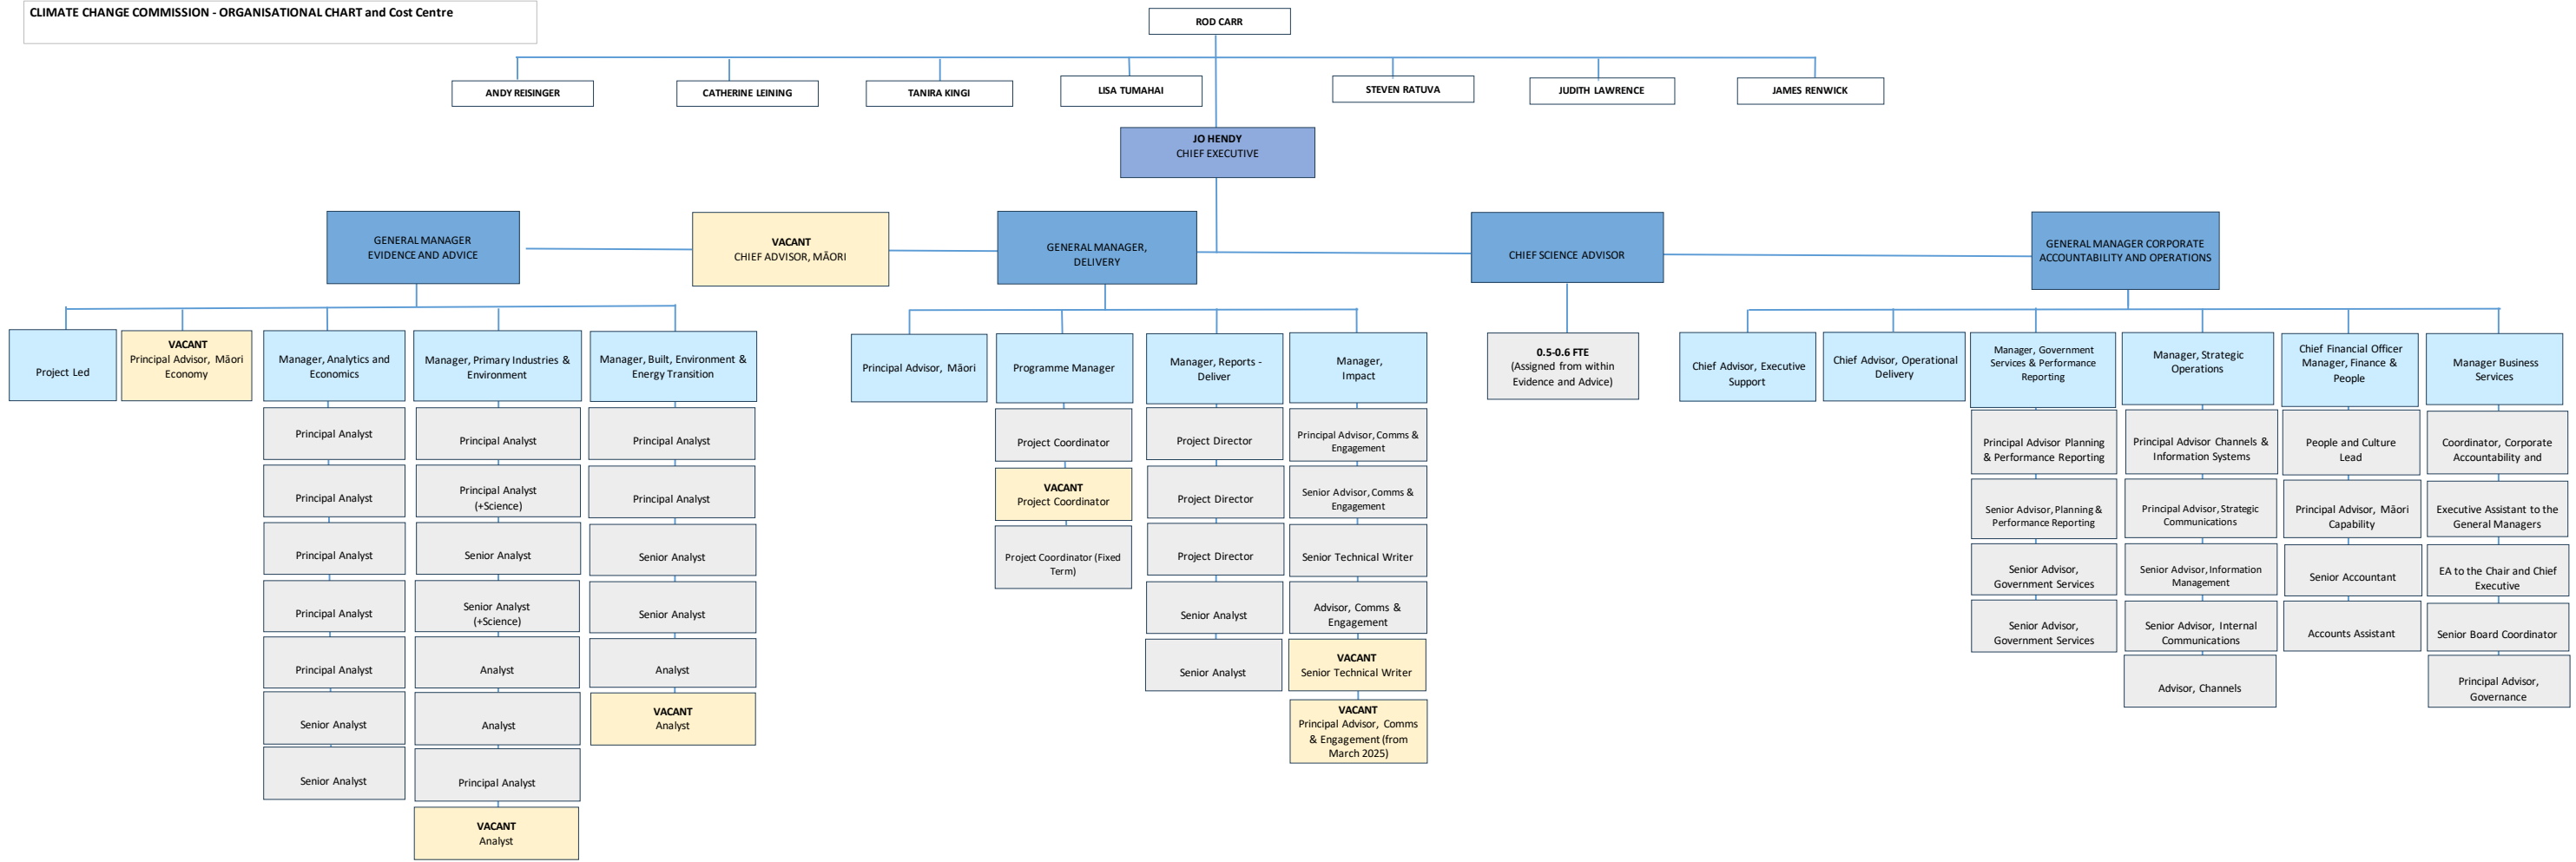 CLIMATE CHANGE COMMISSION - ORGANISATIONAL CHART and Cost Centre
ROD CARR
ANDY REISINGER
CATHERINE LEINING
TANIRA KINGI
LISA TUMAHAI
STEVEN RATUVA
JUDITH LAWRENCE
JAMES RENWICK
JO HENDY
CHIEF EXECUTIVE
GENERAL MANAGER
EVIDENCE AND ADVICE
VACANT
CHIEF ADVISOR, MĀORI
GENERAL MANAGER,
DELIVERY
CHIEF SCIENCE ADVISOR
GENERAL MANAGER CORPORATE
ACCOUNTABILITY AND OPERATIONS
Project Led
VACANT
Principal Advisor, Māori
Economy
Manager, Analytics and
Economics
Principal Analyst
Principal Analyst
Principal Analyst
Principal Analyst
Principal Analyst
Senior Analyst
Senior Analyst
Manager, Primary Industries &
Environment
Principal Analyst
Principal Analyst
(+Science)
Senior Analyst
Senior Analyst
(+Science)
Analyst
Analyst
Principal Analyst
VACANT
Analyst
Manager, Built, Environment &
Energy Transition
Principal Analyst
Principal Analyst
Senior Analyst
Senior Analyst
Analyst
VACANT
Analyst
Principal Advisor, Māori
Programme Manager
Project Coordinator
VACANT
Project Coordinator
Project Coordinator (Fixed
Term)
Manager, Reports -
Deliver
Project Director
Project Director
Project Director
Senior Analyst
Senior Analyst
Manager,
Impact
Principal Advisor, Comms &
Engagement
Senior Advisor, Comms &
Engagement
Senior Technical Writer
Advisor, Comms &
Engagement
VACANT
Senior Technical Writer
VACANT
Principal Advisor, Comms
& Engagement (from
March 2025)
0.5-0.6 FTE
(Assigned from within
Evidence and Advice)
Chief Advisor, Executive
Support
Chief Advisor, Operational
Delivery
Manager, Government
Services & Performance
Reporting
Principal Advisor Planning
& Performance Reporting
Senior Advisor, Planning &
Performance Reporting
Senior Advisor,
Government Services
Senior Advisor,
Government Services
Manager, Strategic
Operations
Principal Advisor Channels &
Information Systems
Principal Advisor, Strategic
Communications
Senior Advisor, Information
Management
Senior Advisor, Internal
Communications
Advisor, Channels
Chief Financial Officer
Manager, Finance &
People
People and Culture
Lead
Principal Advisor, Māori
Capability
Senior Accountant
Accounts Assistant
Manager Business
Services
Coordinator, Corporate
Accountability and
Executive Assistant to the
General Managers
EA to the Chair and Chief
Executive
Senior Board Coordinator
Principal Advisor,
Governance